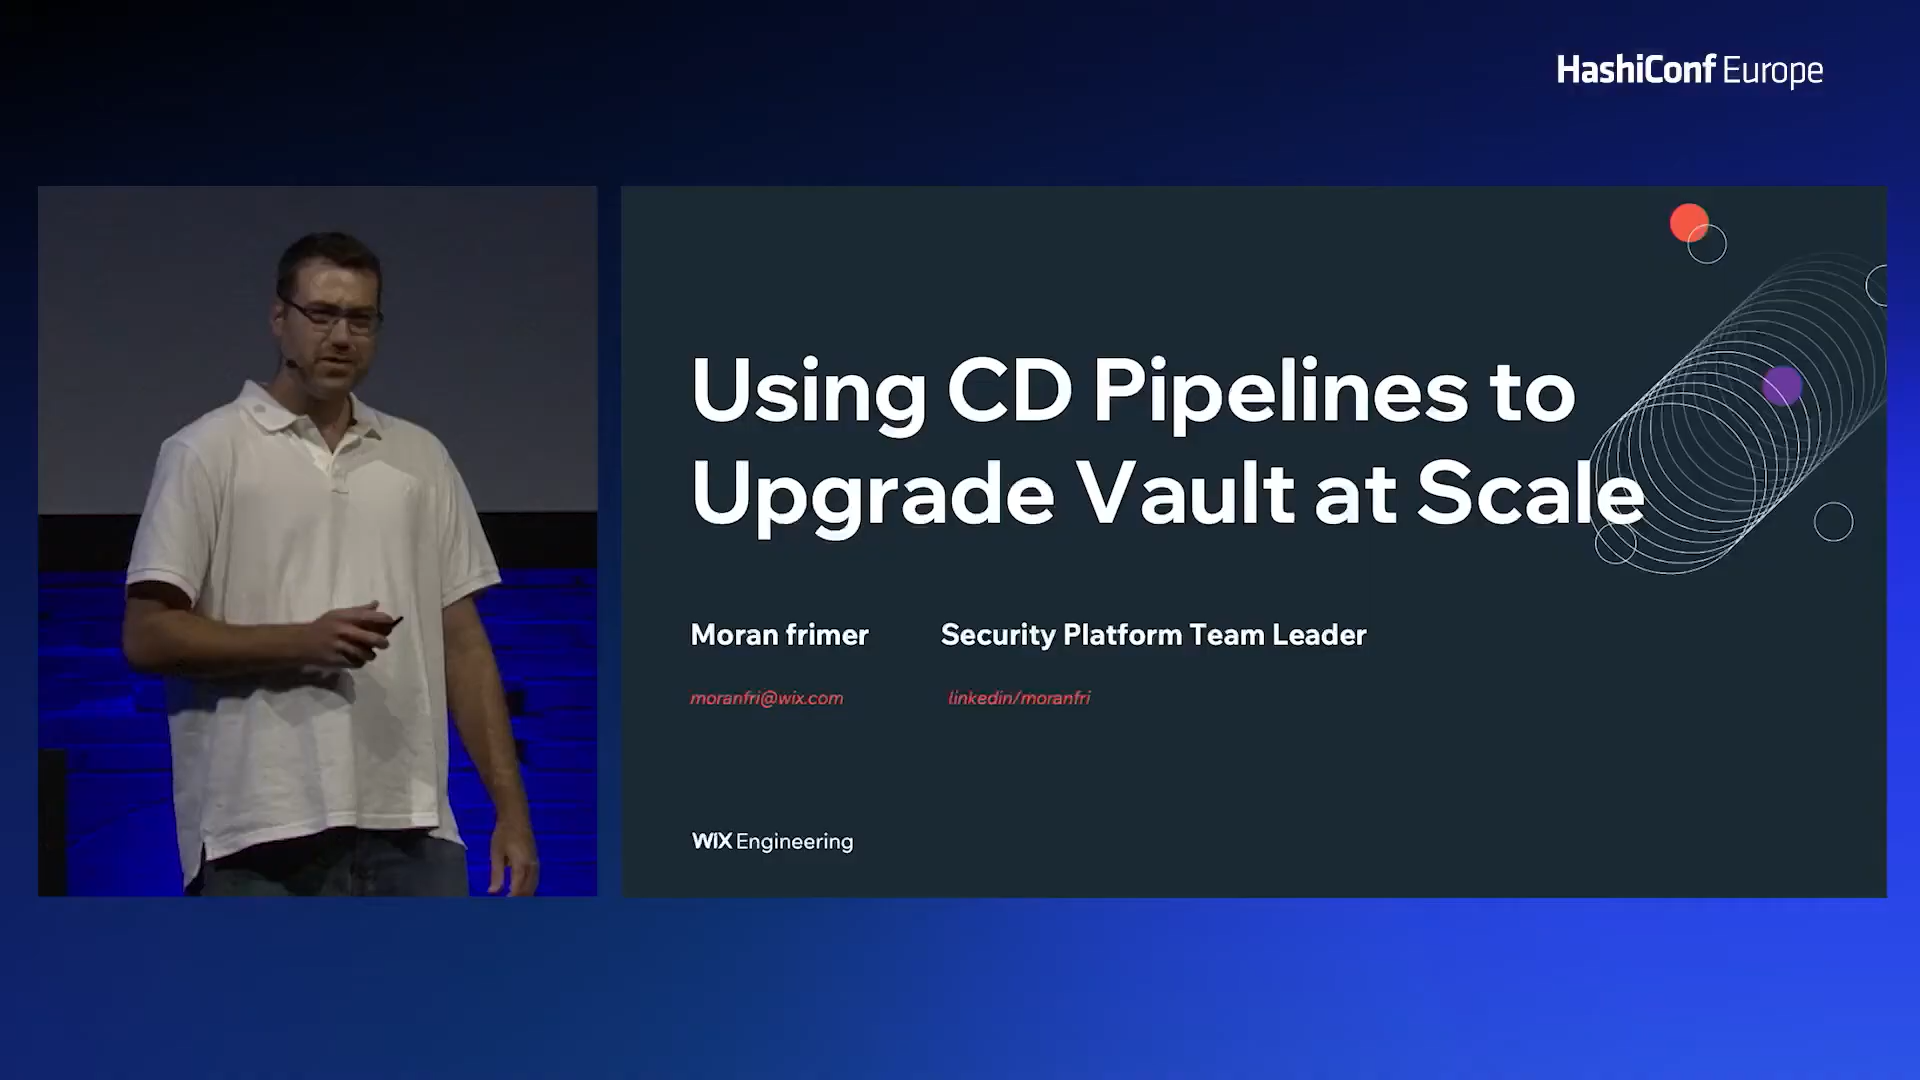 HashiConf Europe
Using CD Pipelines to
Upgrade Vault at Scale
Moran frimer
Security Platform Team Leader
moranfri@wix.com
linkedin/moranfri
WIX Engineering